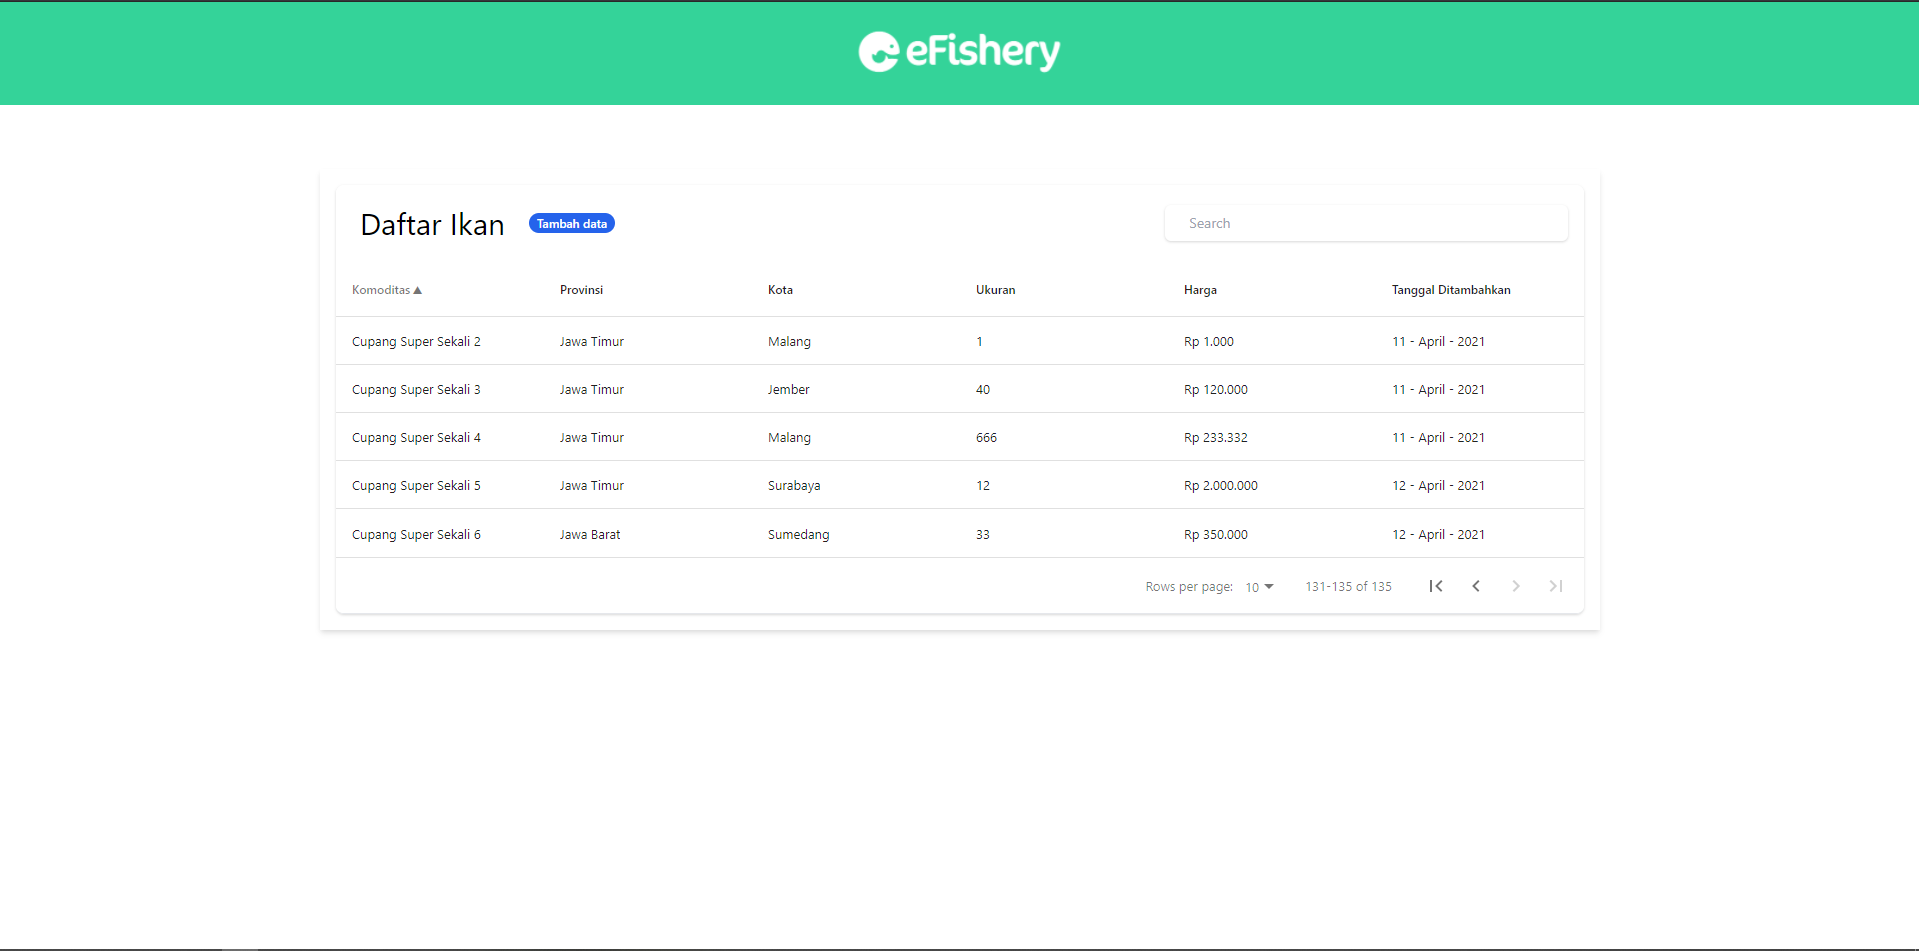 eFishery
Daftar Ikan Tambah data Search
Komoditas ▲ Provinsi Kota Ukuran Harga Tanggal Ditambahkan
Cupang Super Sekali 2 Jawa Timur Malang 1 Rp 1.000 11 - April - 2021
Cupang Super Sekali 3 Jawa Timur Jember 40 Rp 120.000 11 - April - 2021
Cupang Super Sekali 4 Jawa Timur Malang 666 Rp 233.332 11 - April - 2021
Cupang Super Sekali 5 Jawa Timur Surabaya 12 Rp 2.000.000 12 - April - 2021
Cupang Super Sekali 6 Jawa Barat Sumedang 33 Rp 350.000 12 - April - 2021
Rows per page: 10 131-135 of 135